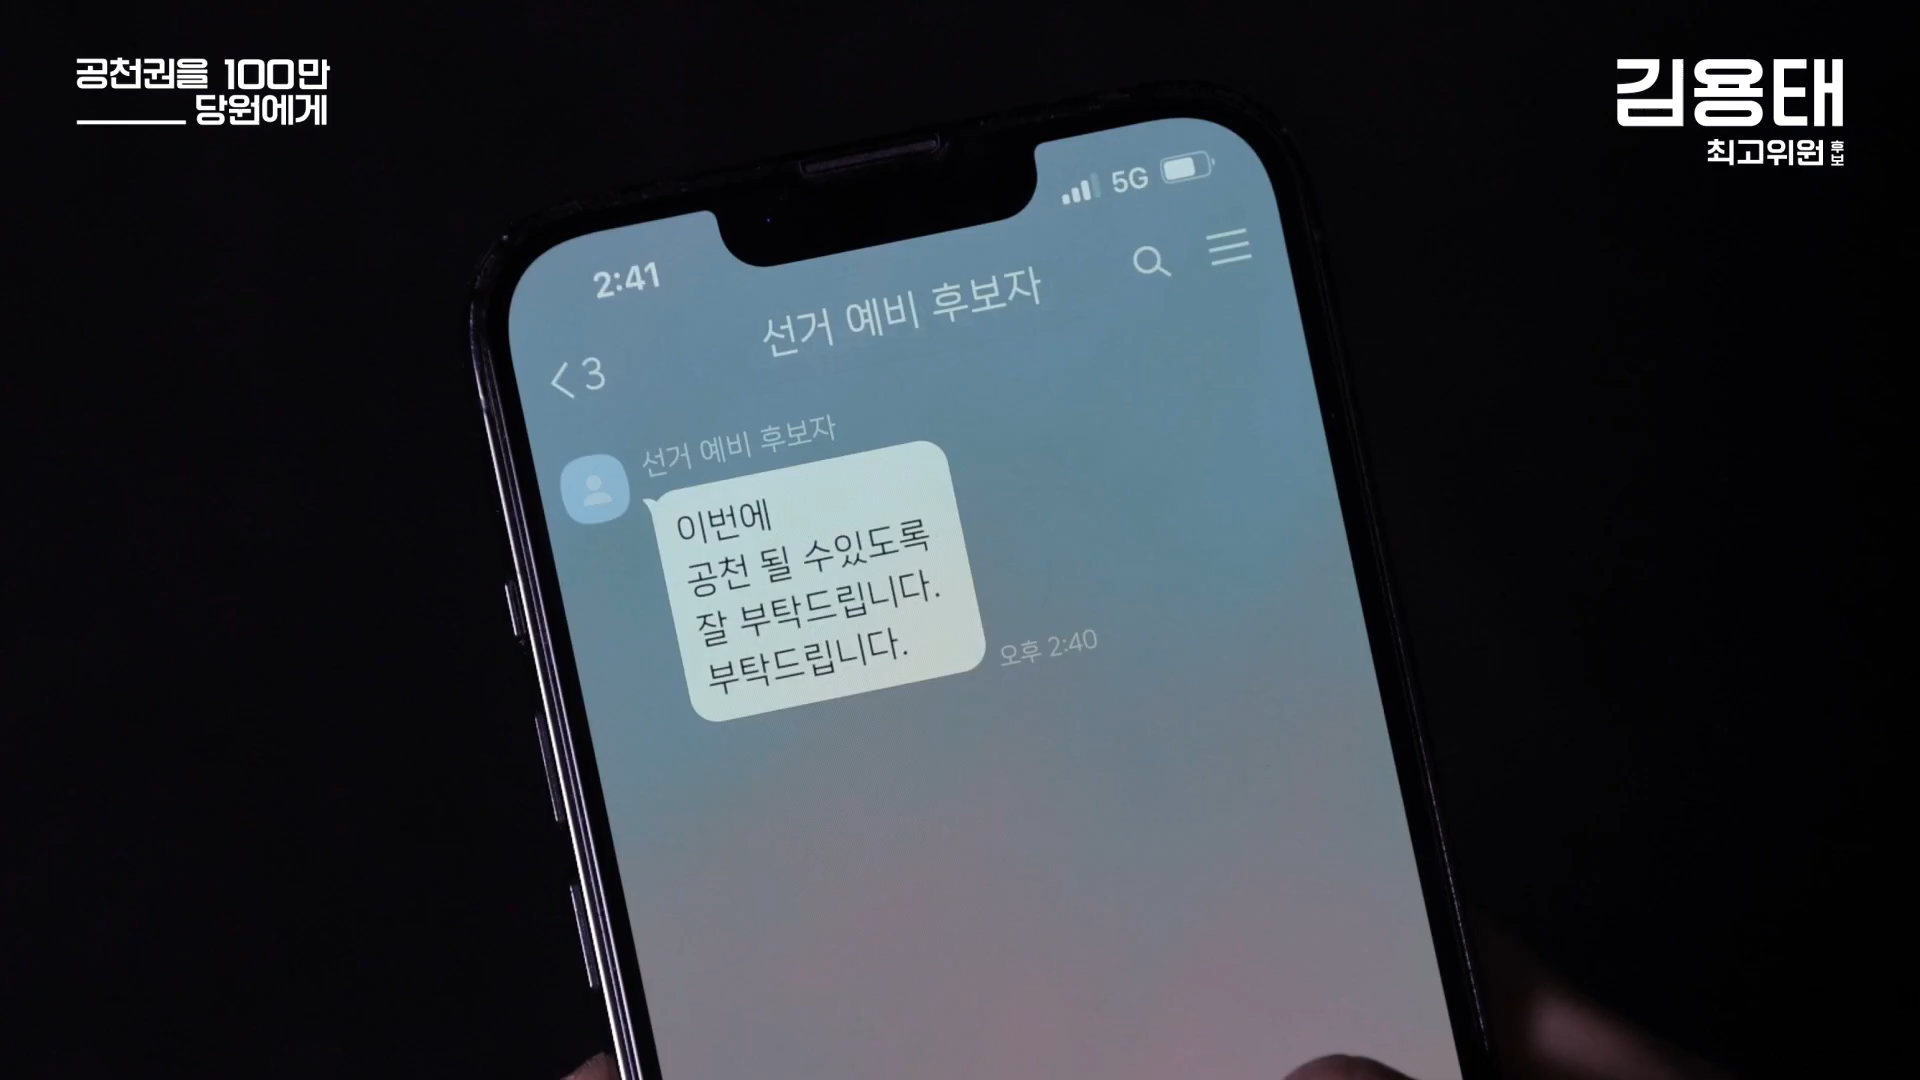 공천권을 100만
당원에게
김용태
최고위원 후보
2:41
5G
선거 예비 후보자
3
선거 예비 후보자
이번에
공천 될 수있도록
잘 부탁드립니다.
부탁드립니다.
오후 2:40